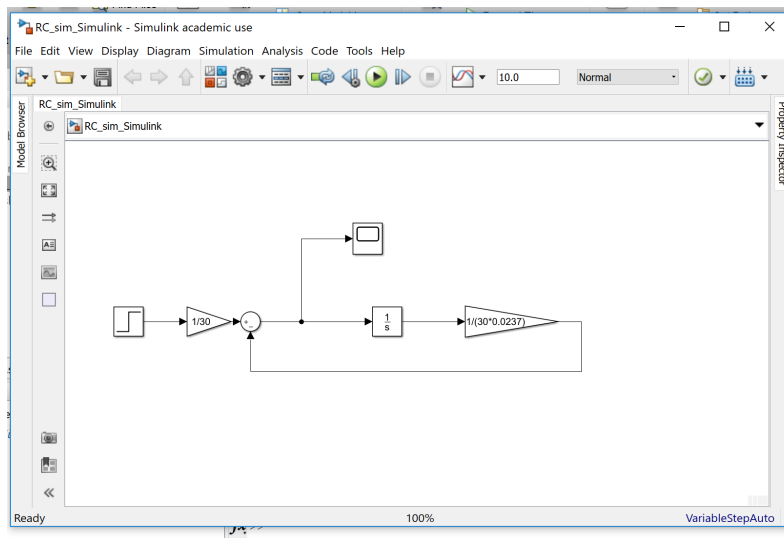 RC_sim_Simulink - Simulink academic use
File Edit View Display Diagram Simulation Analysis Code Tools Help
10.0 Normal
Model Browser
RC_sim_Simulink
RC_sim_Simulink
Property Inspector
1/30
+
-
1
s
1/(30*0.0237)
Ready 100% VariableStepAuto
fx >>